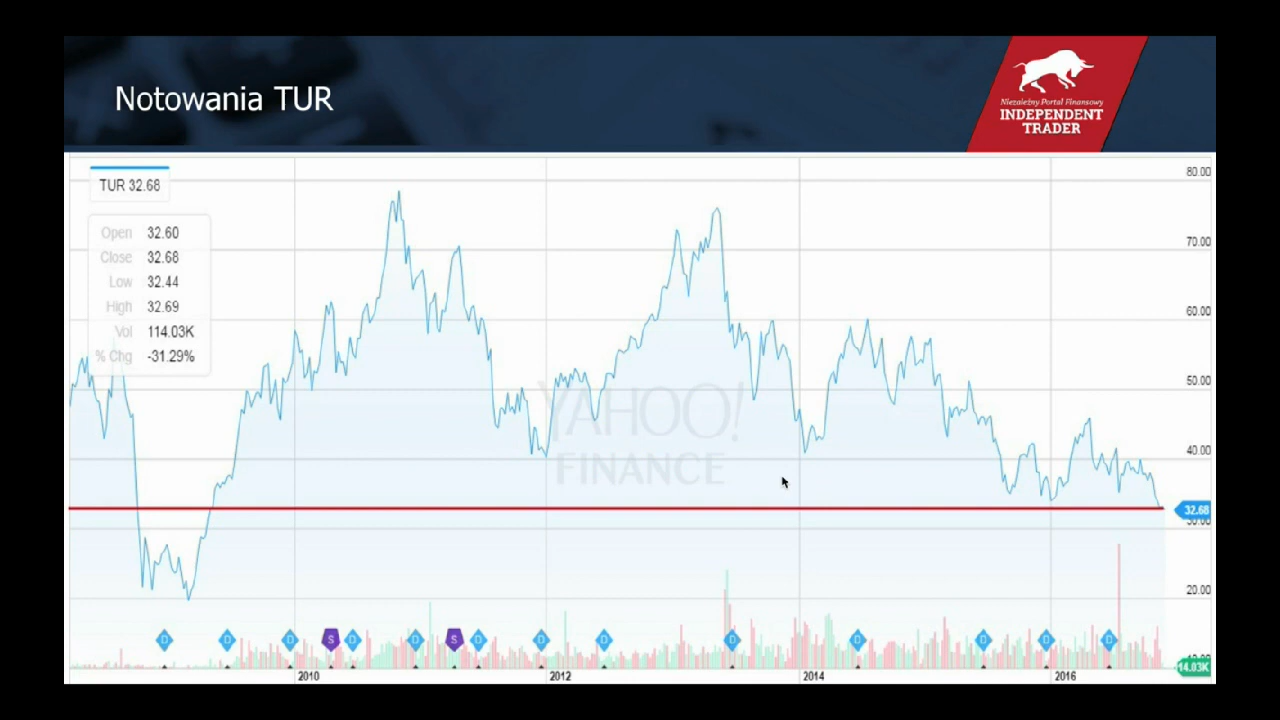 Notowania TUR
Niezależny Portal Finansowy
INDEPENDENT
TRADER
TUR 32.68
Open 32.60
Close 32.68
Low 32.44
High 32.69
Vol 114.03K
% Chg -31.29%
80.00
70.00
60.00
50.00
40.00
32.68
30.00
20.00
YAHOO!
FINANCE
D D D S D D S D D D D D D D D
14.03K
2010 2012 2014 2016